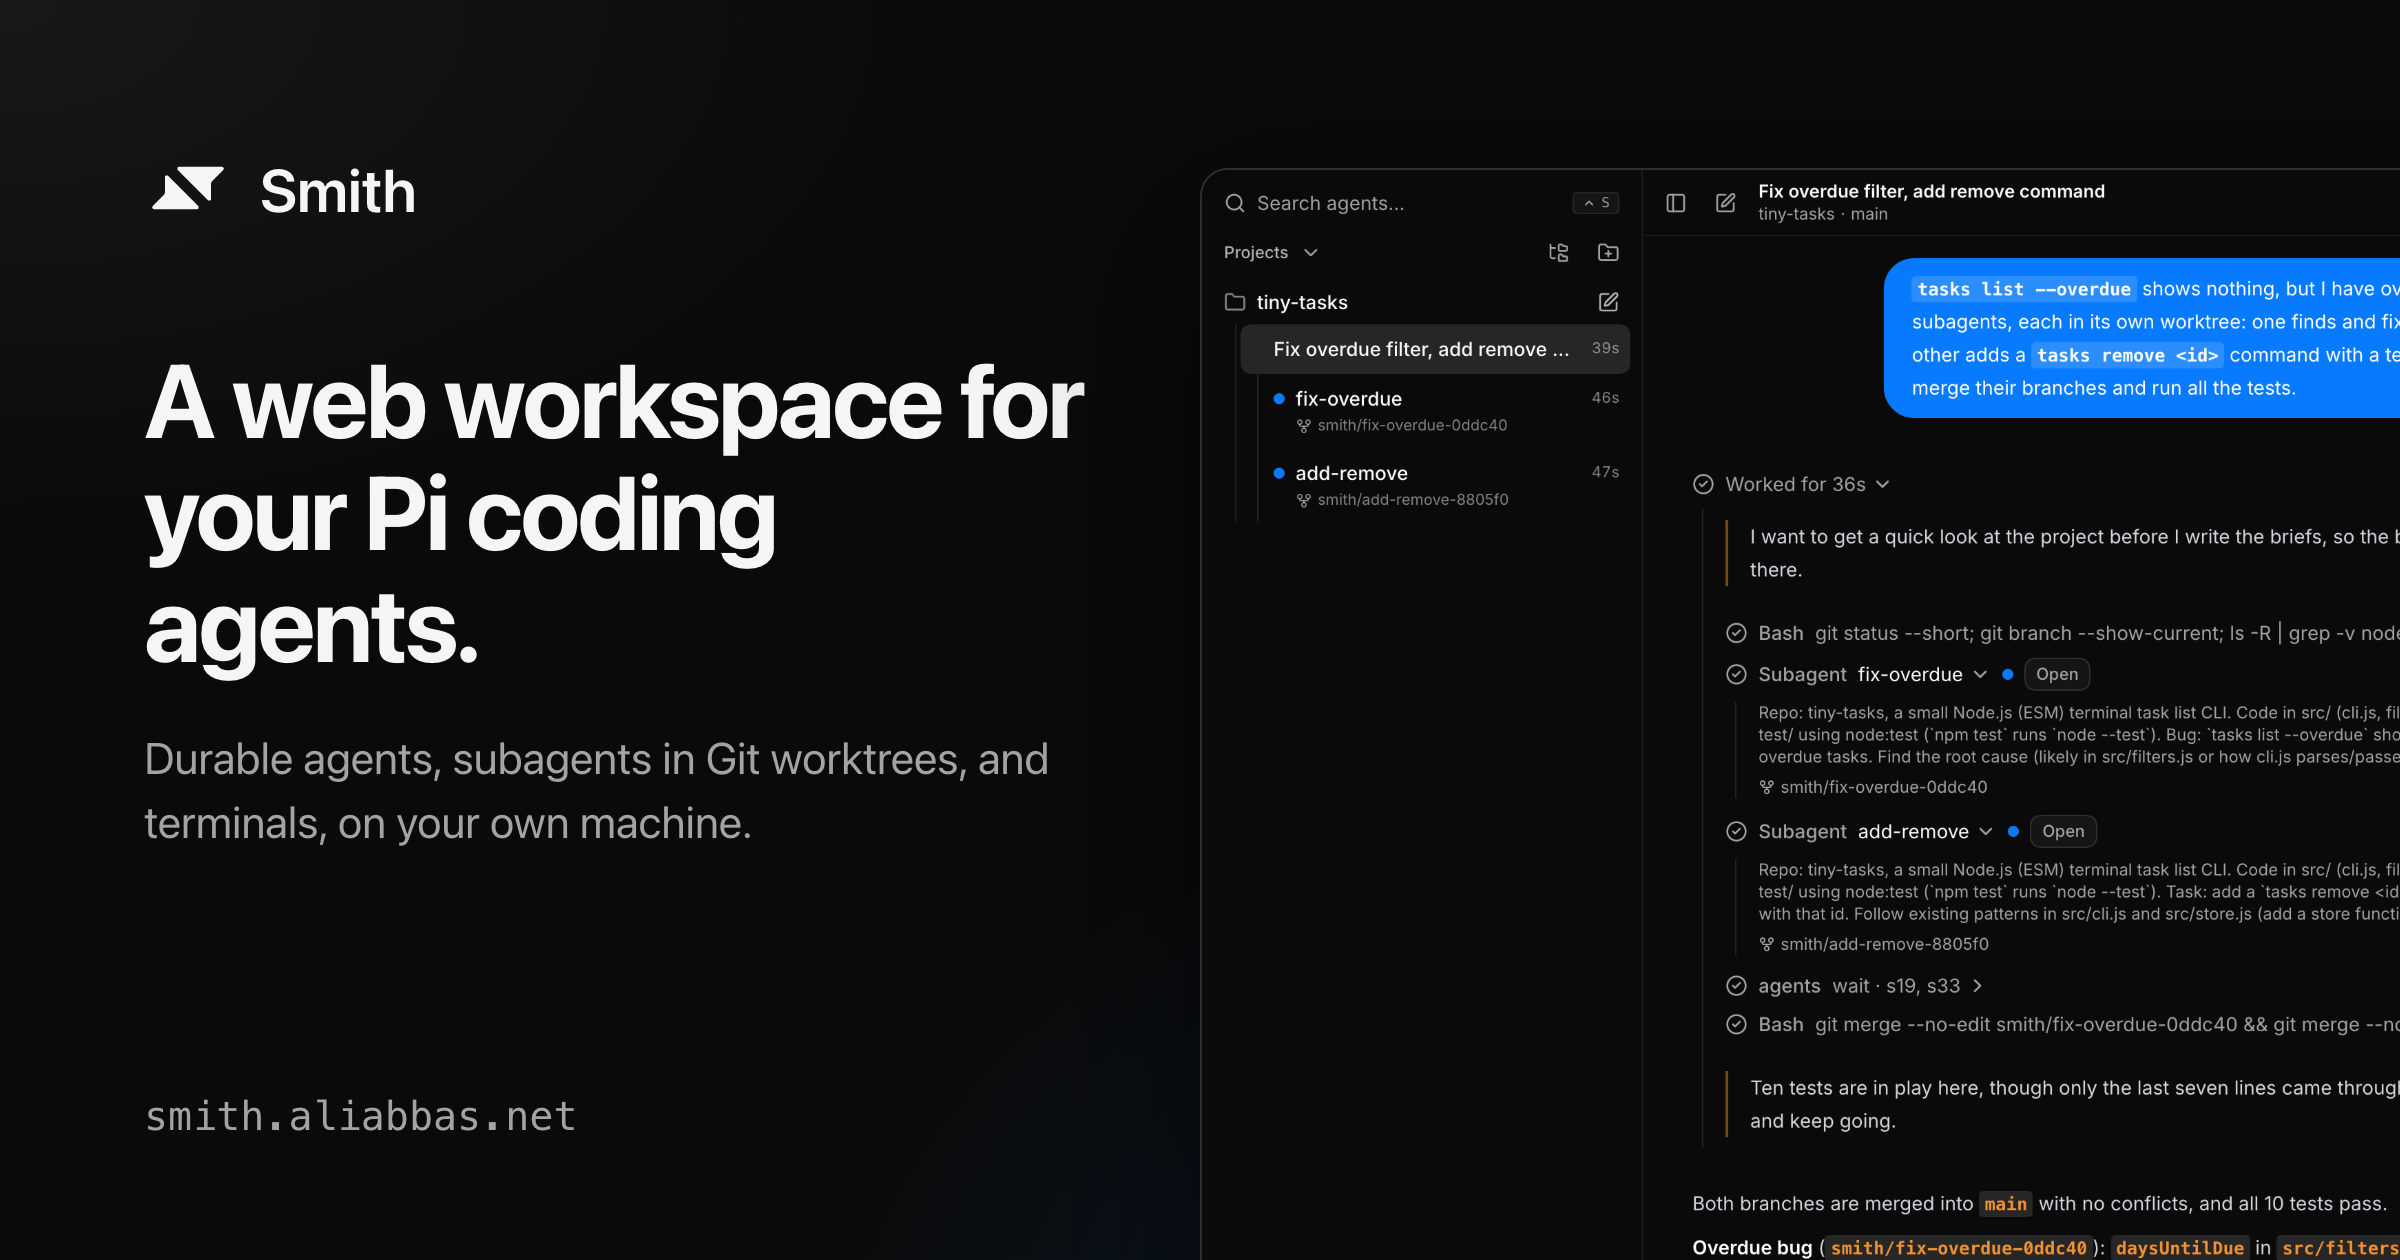 Smith
A web workspace for
your Pi coding
agents.
Durable agents, subagents in Git worktrees, and
terminals, on your own machine.
smith.aliabbas.net
Search agents...
S
Projects
tiny-tasks
Fix overdue filter, add remove ...
39s
fix-overdue
46s
smith/fix-overdue-0ddc40
add-remove
47s
smith/add-remove-8805f0
Fix overdue filter, add remove command
tiny-tasks · main
tasks list --overdue shows nothing, but I have
subagents, each in its own worktree: one finds and
other adds a tasks remove <id> command with a
merge their branches and run all the tests.
Worked for 36s
I want to get a quick look at the project before I write the briefs, so the
there.
Bash git status --short; git branch --show-current; ls -R | grep -v
Subagent fix-overdue Open
Repo: tiny-tasks, a small Node.js (ESM) terminal task list CLI. Code in src/ (cli.js,
test/ using node:test (`npm test` runs `node --test`). Bug: `tasks list --overdue`
overdue tasks. Find the root cause (likely in src/filters.js or how cli.js
smith/fix-overdue-0ddc40
Subagent add-remove Open
Repo: tiny-tasks, a small Node.js (ESM) terminal task list CLI. Code in src/ (cli.js,
test/ using node:test (`npm test` runs `node --test`). Task: add a `tasks remove
with that id. Follow existing patterns in src/cli.js and src/store.js (add a store
smith/add-remove-8805f0
agents wait · s19, s33
Bash git merge --no-edit smith/fix-overdue-0ddc40 && git merge
Ten tests are in play here, though only the last seven lines came
and keep going.
Both branches are merged into main with no conflicts, and all 10 tests pass.
Overdue bug (smith/fix-overdue-0ddc40): daysUntilDue in src/filters